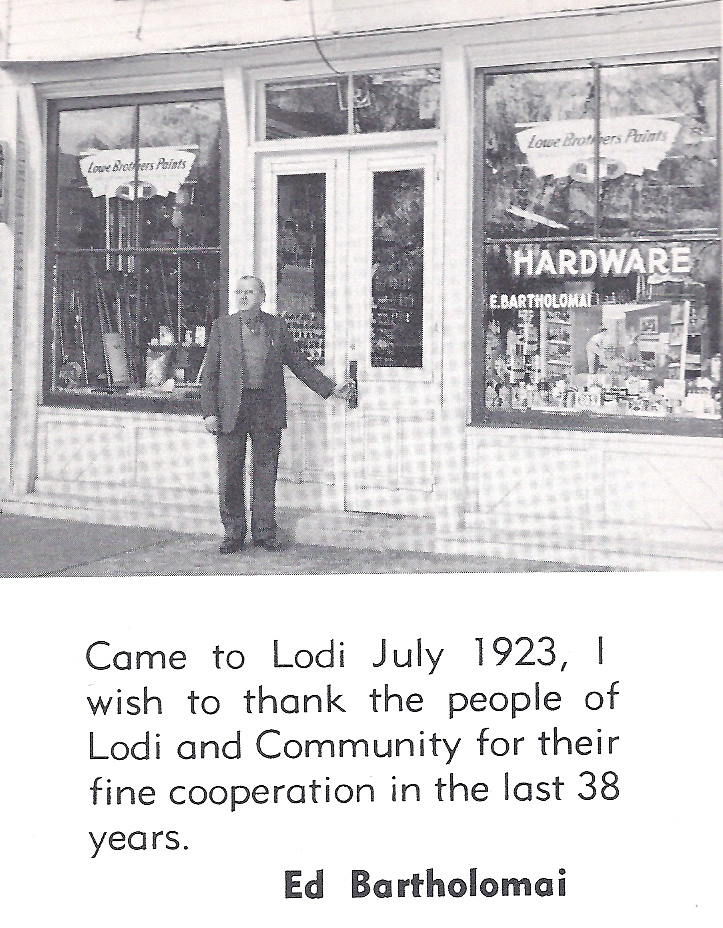 Lowe Brothers Paints
Lowe Brothers Paints
HARDWARE
E. BARTHOLOMAI
Came to Lodi July 1923, I
wish to thank the people of
Lodi and Community for their
fine cooperation in the last 38
years.
Ed Bartholomai